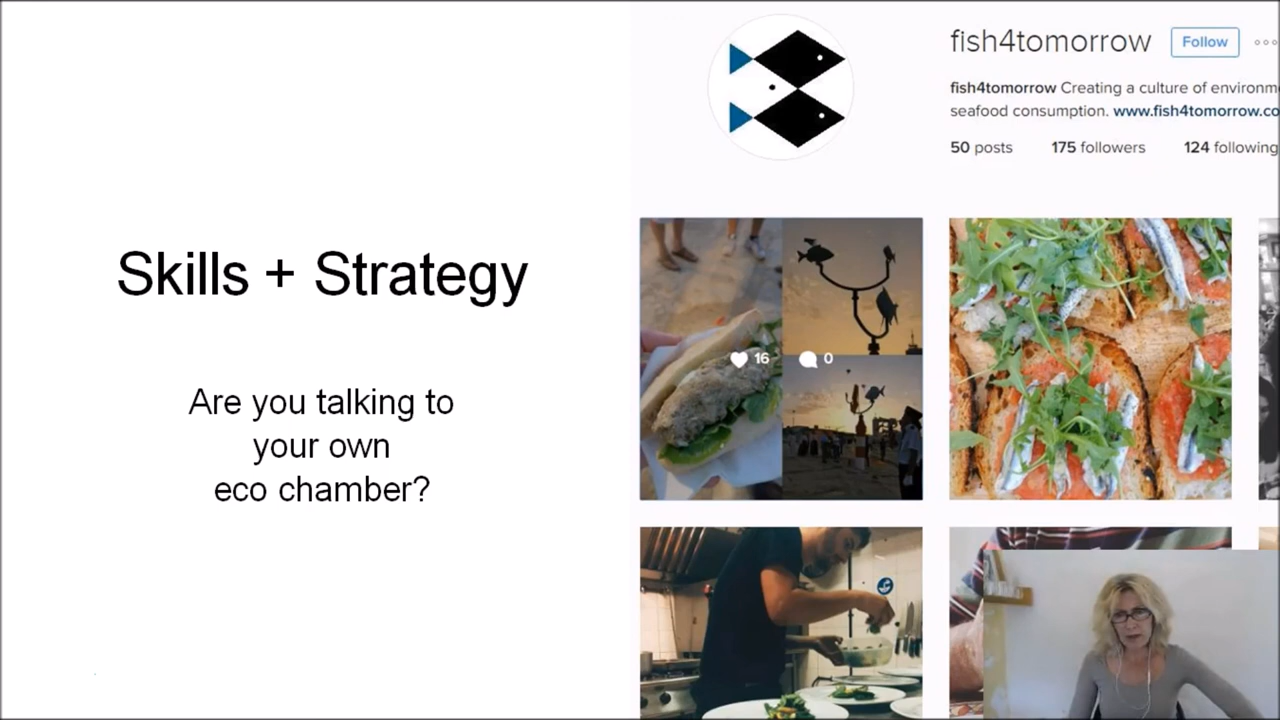 Skills + Strategy
Are you talking to
your own
eco chamber?
fish4tomorrow Follow
fish4tomorrow Creating a culture of environm
seafood consumption. www.fish4tomorrow.co
50 posts 175 followers 124 following
16 0